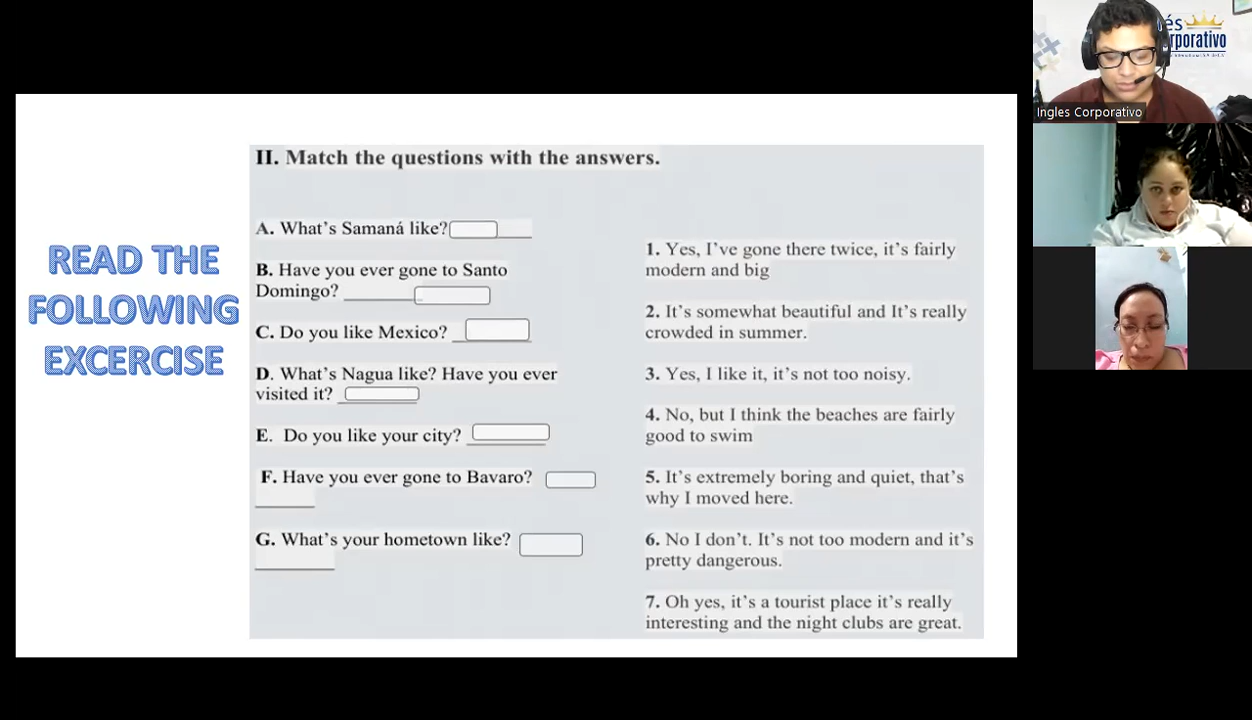 READ THE
FOLLOWING
EXCERCISE
II. Match the questions with the answers.
A. What's Samaná like?
B. Have you ever gone to Santo
Domingo?
C. Do you like Mexico?
D. What's Nagua like? Have you ever
visited it?
E. Do you like your city?
F. Have you ever gone to Bavaro?
G. What's your hometown like?
1. Yes, I've gone there twice, it's fairly
modern and big
2. It's somewhat beautiful and It's really
crowded in summer.
3. Yes, I like it, it's not too noisy.
4. No, but I think the beaches are fairly
good to swim
5. It's extremely boring and quiet, that's
why I moved here.
6. No I don't. It's not too modern and it's
pretty dangerous.
7. Oh yes, it's a tourist place it's really
interesting and the night clubs are great.
és
rporativo
Ingles Corporativo